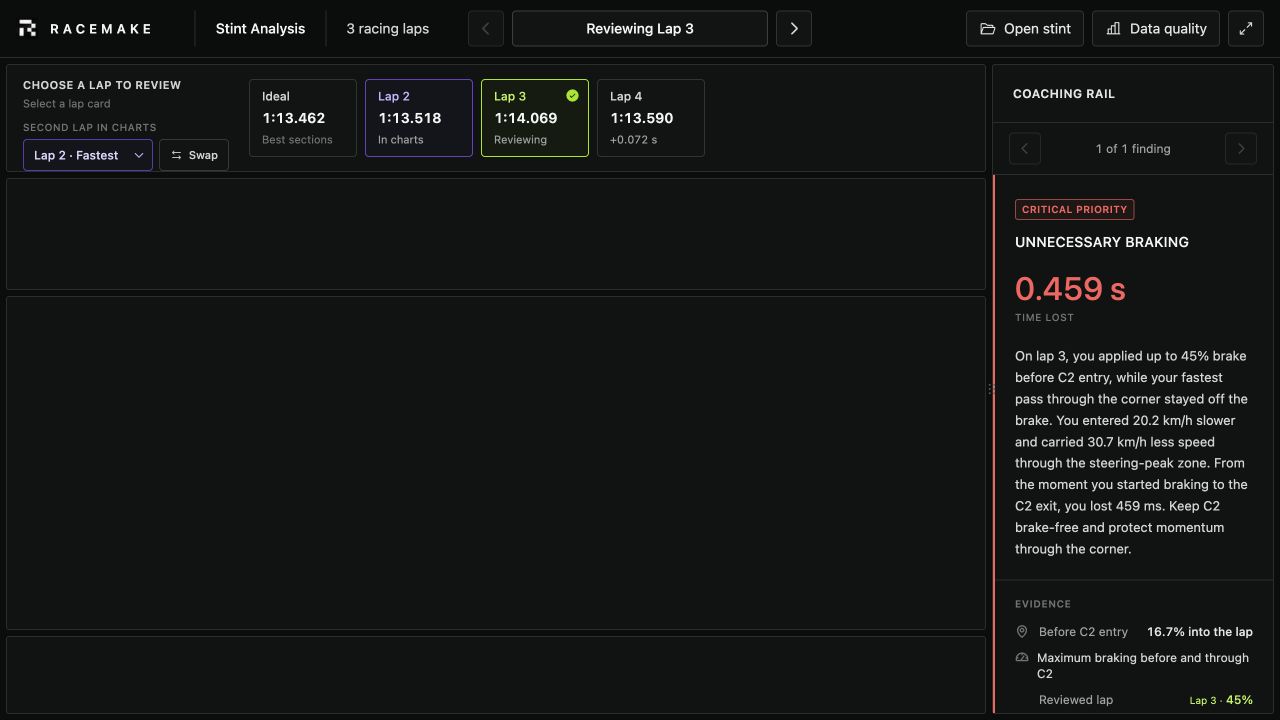 RACEMAKE
Stint Analysis
3 racing laps
Reviewing Lap 3
Open stint
Data quality
CHOOSE A LAP TO REVIEW
Select a lap card
SECOND LAP IN CHARTS
Lap 2 · Fastest
Swap
Ideal
1:13.462
Best sections
Lap 2
1:13.518
In charts
Lap 3
1:14.069
Reviewing
Lap 4
1:13.590
+0.072 s
COACHING RAIL
1 of 1 finding
CRITICAL PRIORITY
UNNECESSARY BRAKING
0.459 s
TIME LOST
On lap 3, you applied up to 45% brake
before C2 entry, while your fastest
pass through the corner stayed off the
brake. You entered 20.2 km/h slower
and carried 30.7 km/h less speed
through the steering-peak zone. From
the moment you started braking to the
C2 exit, you lost 459 ms. Keep C2
brake-free and protect momentum
through the corner.
EVIDENCE
Before C2 entry 16.7% into the lap
Maximum braking before and through
C2
Reviewed lap Lap 3 · 45%